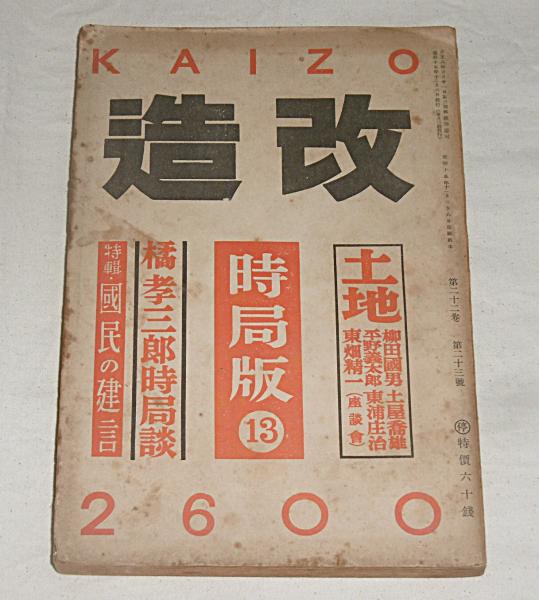 KAIZO
改造
土地
柳田國男 土屋喬雄
平野義太郎 東浦庄治
東畑精一 (座談會)
時局版
13
橘孝三郎時局談
特輯・國民の建言
第二十二卷 第二十三號
停 特價六十錢
2600